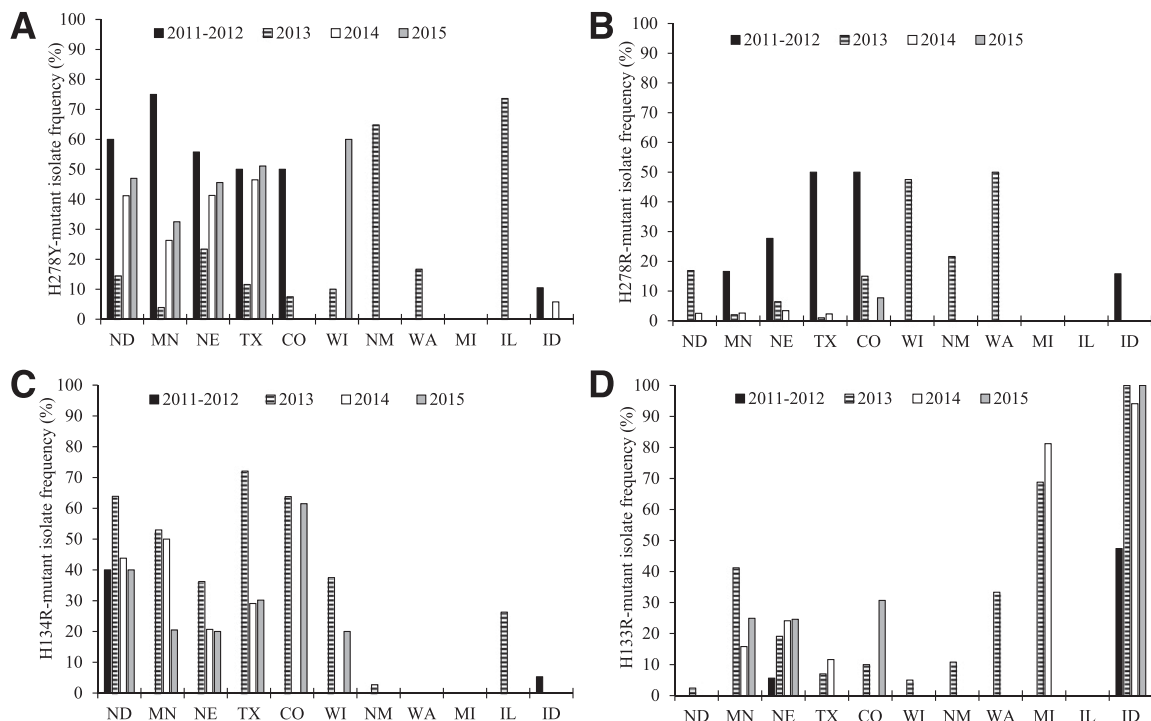 A
H278Y-mutant isolate frquency (%)
100
90
80
70
60
50
40
30
20
10
0
2011-2012 2013 2014 2015
ND MN NE TX CO WI NM WA MI IL ID
B
H278R-mutant isolate frequency (%)
100
90
80
70
60
50
40
30
20
10
0
2011-2012 2013 2014 2015
ND MN NE TX CO WI NM WA MI IL ID
C
H134R-mutant isolate frequency (%)
100
90
80
70
60
50
40
30
20
10
0
2011-2012 2013 2014 2015
ND MN NE TX CO WI NM WA MI IL ID
D
H133R-mutant isolate frequency (%)
100
90
80
70
60
50
40
30
20
10
0
2011-2012 2013 2014 2015
ND MN NE TX CO WI NM WA MI IL ID